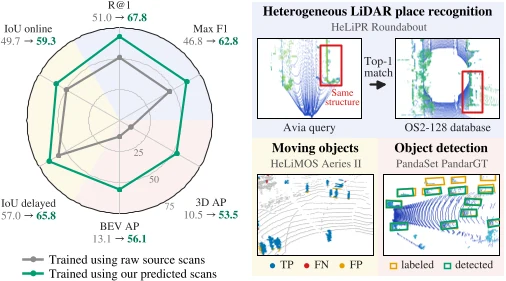 R@1
51.0 → 67.8
IoU online
49.7 → 59.3
Max F1
46.8 → 62.8
25
50
75
IoU delayed
57.0 → 65.8
3D AP
10.5 → 53.5
BEV AP
13.1 → 56.1
Trained using raw source scans
Trained using our predicted scans
Heterogeneous LiDAR place recognition
HeLiPR Roundabout
Same
structure
Top-1
match
Avia query
OS2-128 database
Moving objects
HeLiMOS Aeries II
TP
FN
FP
Object detection
PandaSet PandarGT
labeled
detected